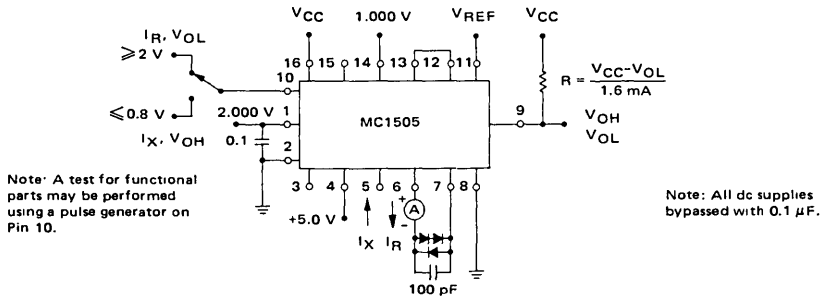 VCC 1.000 V VREF VCC
IR, VOL
≥2 V
16 15 14 13 12 11
10
R = VCC–VOL / 1.6 mA
2.000 V 1
MC1505
9
VOH
VOL
≤0.8 V
IX, VOH
0.1
2
3 4 5 6 7 8
Note: A test for functional
parts may be performed
using a pulse generator on
Pin 10.
Note: All dc supplies
bypassed with 0.1 μF.
+5.0 V
+
A
-
IX IR
100 pF